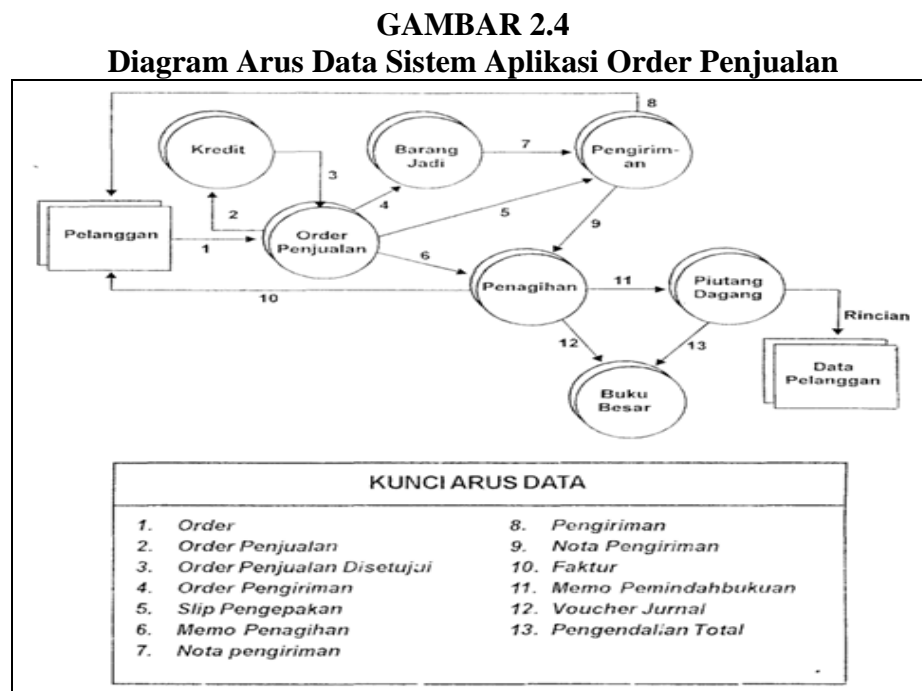 GAMBAR 2.4
Diagram Arus Data Sistem Aplikasi Order Penjualan
8
Kredit
Barang
Jadi
7
Pengirim-
an
3
2
4
5
9
Pelanggan
1
Order
Penjualan
6
10
Penagihan
11
Piutang
Dagang
Rincian
12
13
Data
Pelanggan
Buku
Besar
KUNCI ARUS DATA
1. Order
2. Order Penjualan
3. Order Penjualan Disetujui
4. Order Pengiriman
5. Slip Pengepakan
6. Memo Penagihan
7. Nota pengiriman
8. Pengiriman
9. Nota Pengiriman
10. Faktur
11. Memo Pemindahbukuan
12. Voucher Jurnal
13. Pengendalian Total